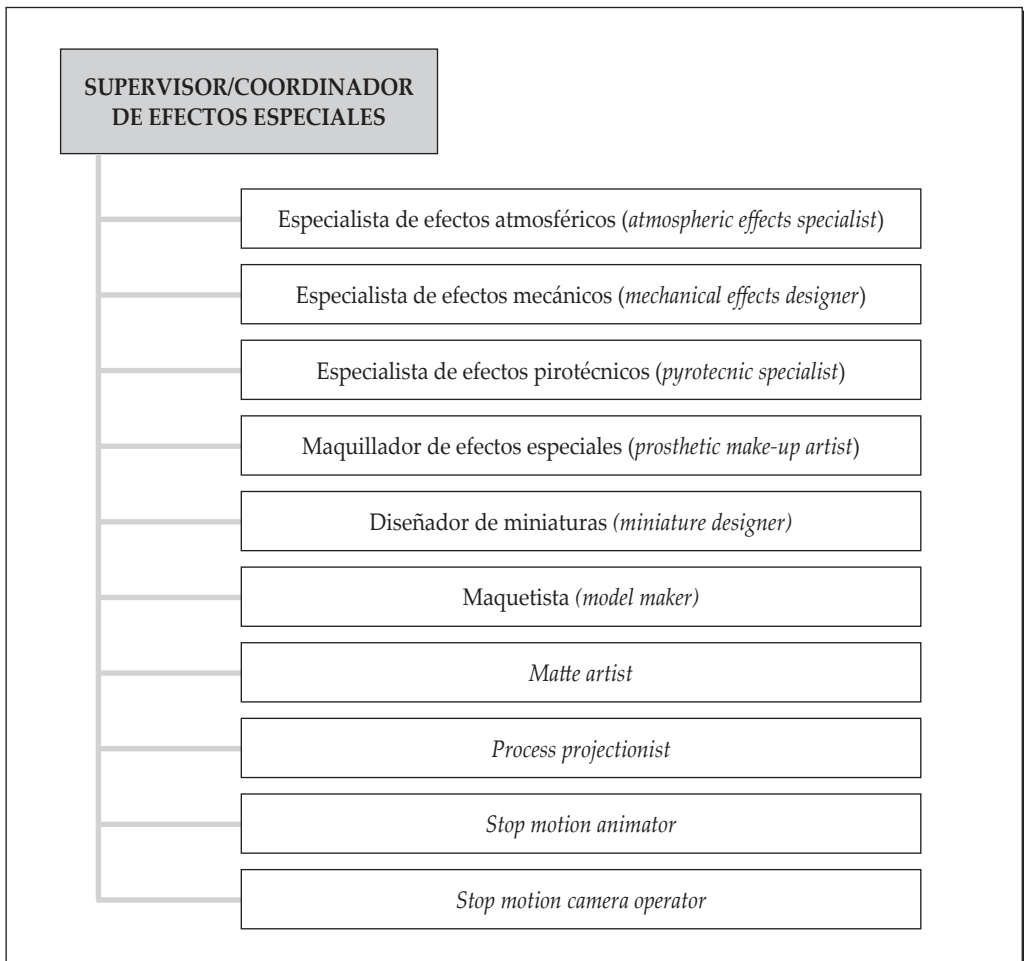 SUPERVISOR/COORDINADOR
DE EFECTOS ESPECIALES
Especialista de efectos atmosféricos (atmospheric effects specialist)
Especialista de efectos mecánicos (mechanical effects designer)
Especialista de efectos pirotécnicos (pyrotecnic specialist)
Maquillador de efectos especiales (prosthetic make-up artist)
Diseñador de miniaturas (miniature designer)
Maquetista (model maker)
Matte artist
Process projectionist
Stop motion animator
Stop motion camera operator